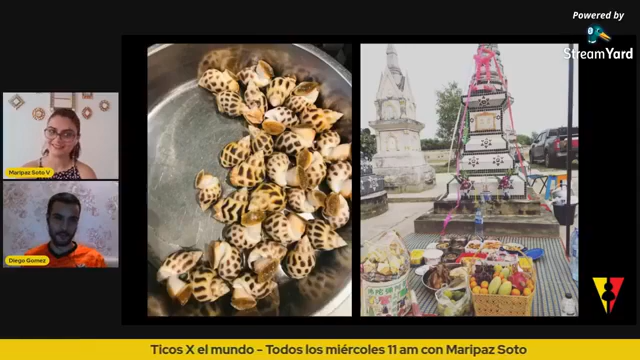 Powered by
StreamYard
Maripaz Soto V
Diego Gomez
Ticos X el mundo - Todos los miércoles 11 am con Maripaz Soto